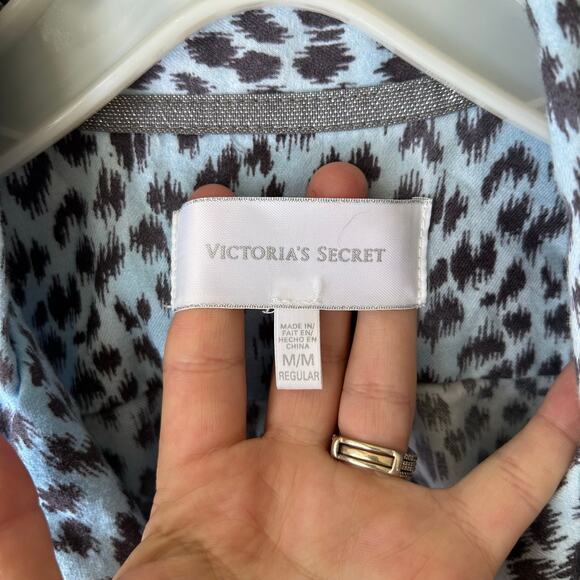 VICTORIA'S SECRET
MADE IN/
FAIT EN/
HECHO EN
CHINA
M/M
REGULAR